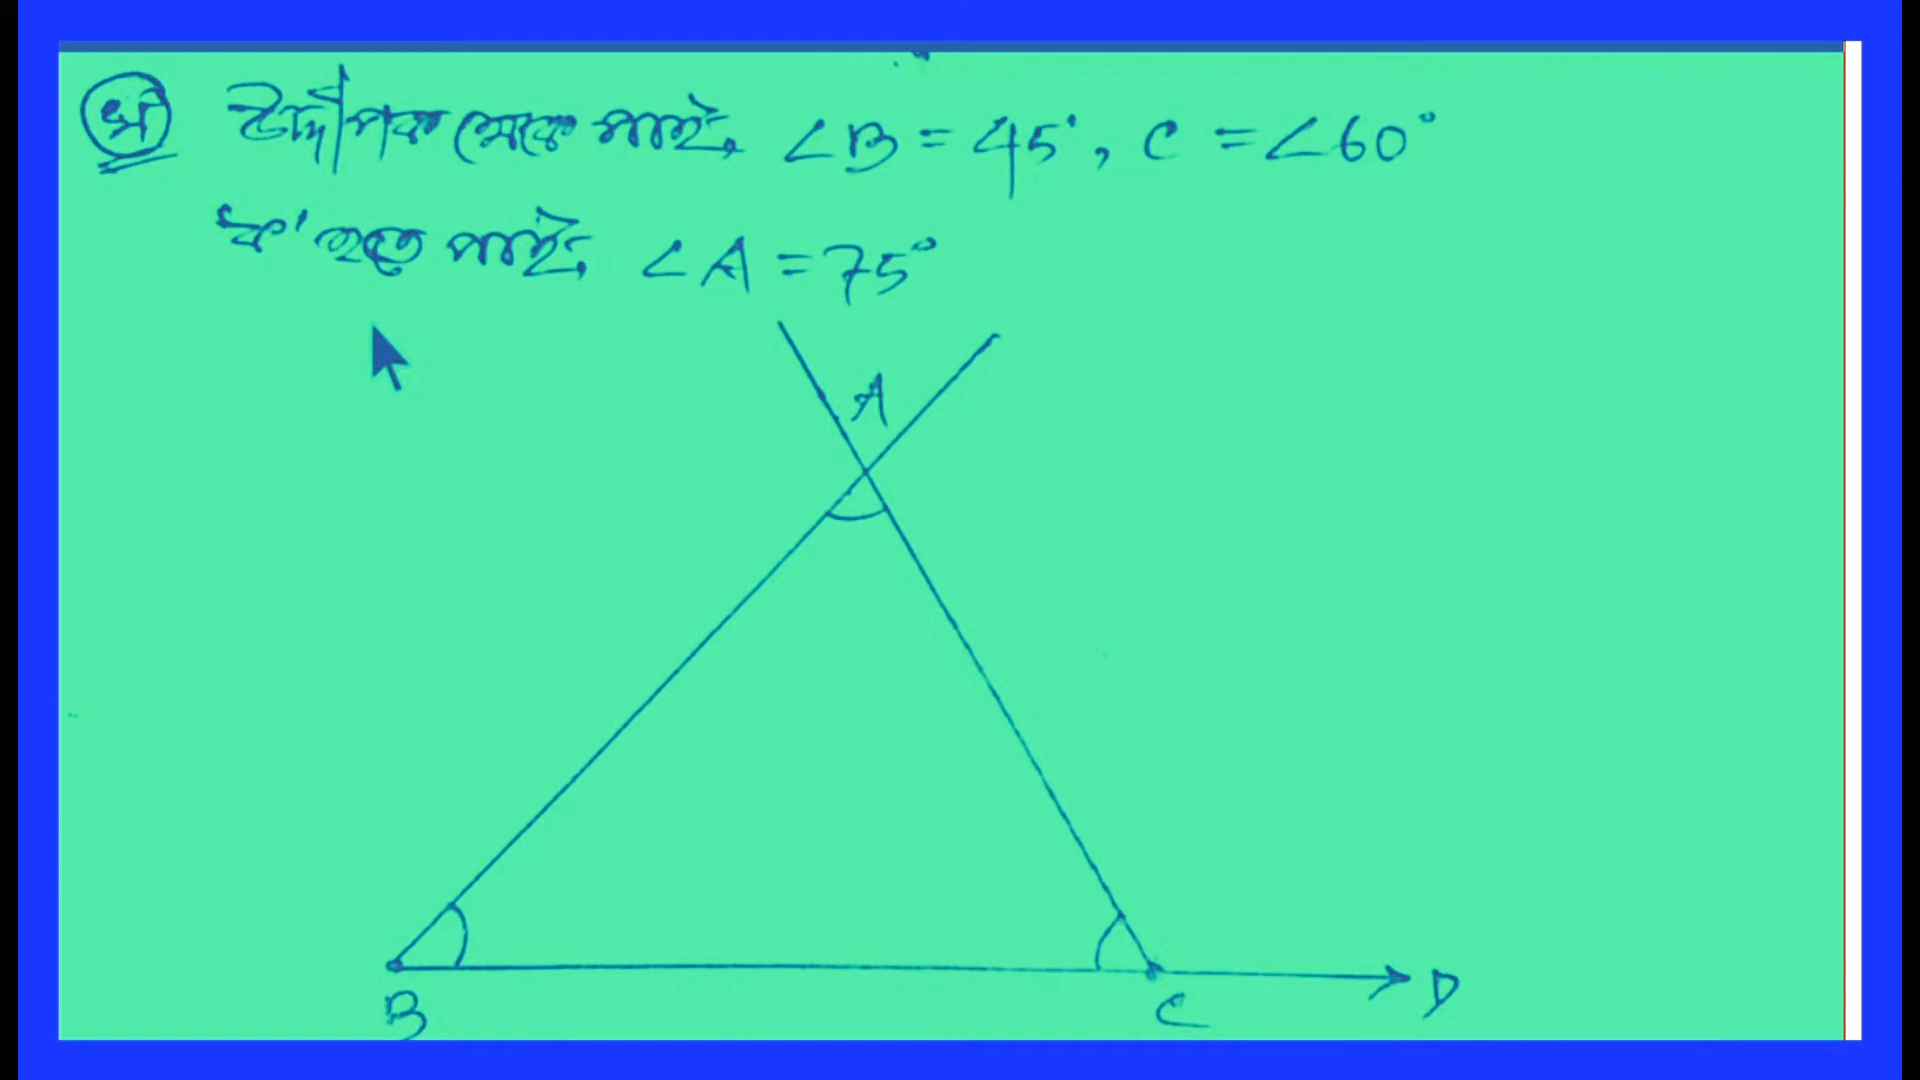 খ উদ্দীপক থেকে পাই, ∠B = 45°, C = ∠60°
'ক' হতে পাই, ∠A = 75°
A
B C D